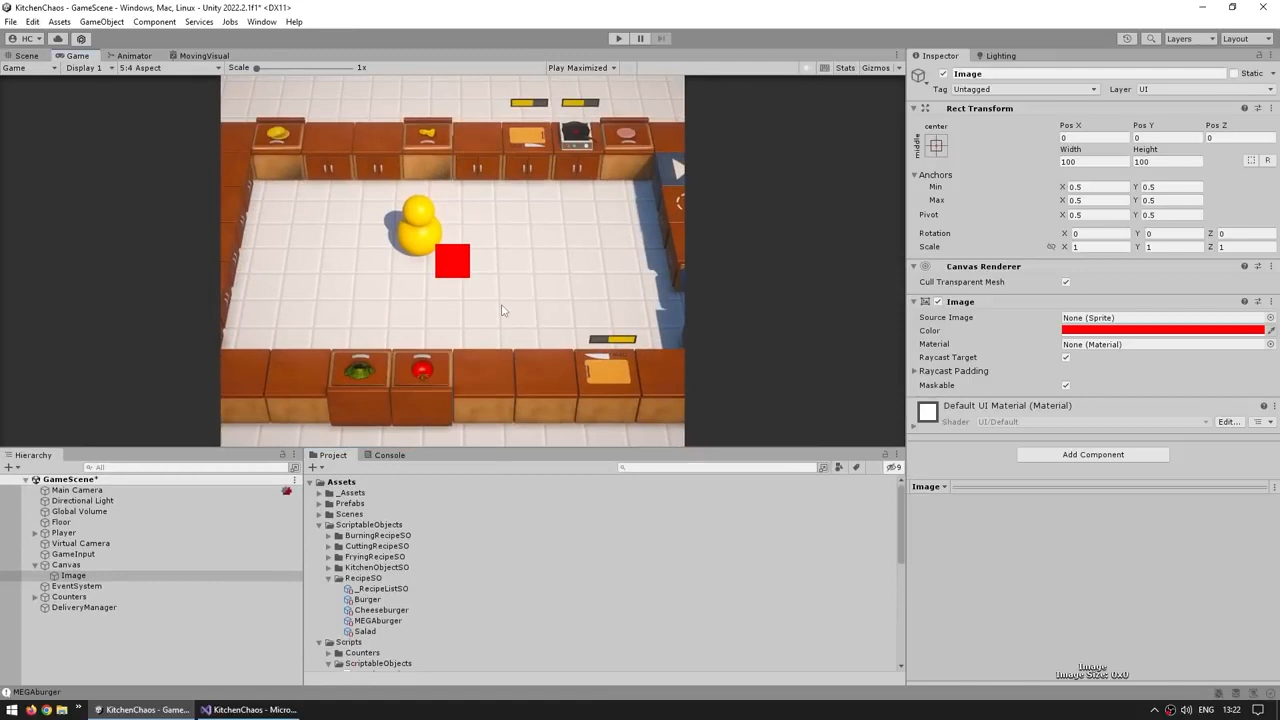 KitchenChaos - GameScene - Windows, Mac, Linux - Unity 2022.2.1f1* <DX11>
File Edit Assets GameObject Component Services Jobs Window Help
HC Layers Layout
Scene Game Animator MovingVisual
Game Display 1 5:4 Aspect Scale 1x Play Maximized Stats Gizmos
Inspector Lighting
Image Static
Tag Untagged Layer UI
Rect Transform
center Pos X Pos Y Pos Z
middle 0 0 0
Width Height
100 100 R
Anchors
Min X 0.5 Y 0.5
Max X 0.5 Y 0.5
Pivot X 0.5 Y 0.5
Rotation X 0 Y 0 Z 0
Scale X 1 Y 1 Z 1
Canvas Renderer
Cull Transparent Mesh
Image
Source Image None (Sprite)
Color
Material None (Material)
Raycast Target
Raycast Padding
Maskable
Default UI Material (Material)
Shader UI/Default Edit...
Add Component
Image
Image
Image Size: 0x0
Hierarchy
All
GameScene*
Main Camera
Directional Light
Global Volume
Floor
Player
Virtual Camera
GameInput
Canvas
Image
EventSystem
Counters
DeliveryManager
Project Console
9
Assets
_Assets
Prefabs
Scenes
ScriptableObjects
BurningRecipeSO
CuttingRecipeSO
FryingRecipeSO
KitchenObjectSO
RecipeSO
_RecipeListSO
Burger
Cheeseburger
MEGAburger
Salad
Scripts
Counters
ScriptableObjects
MEGAburger
KitchenChaos - Game... KitchenChaos - Micro... ENG 13:22